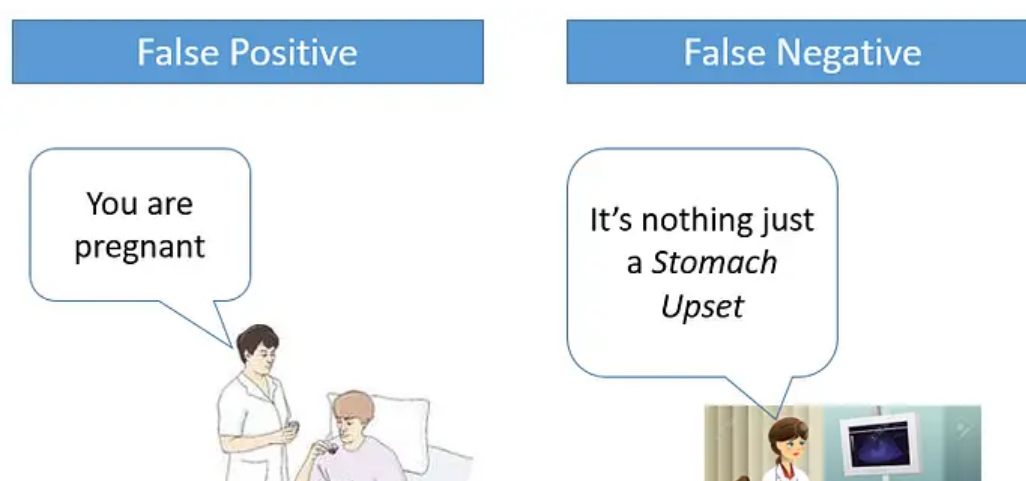 False Positive
False Negative
You are
pregnant
It’s nothing just
a Stomach
Upset